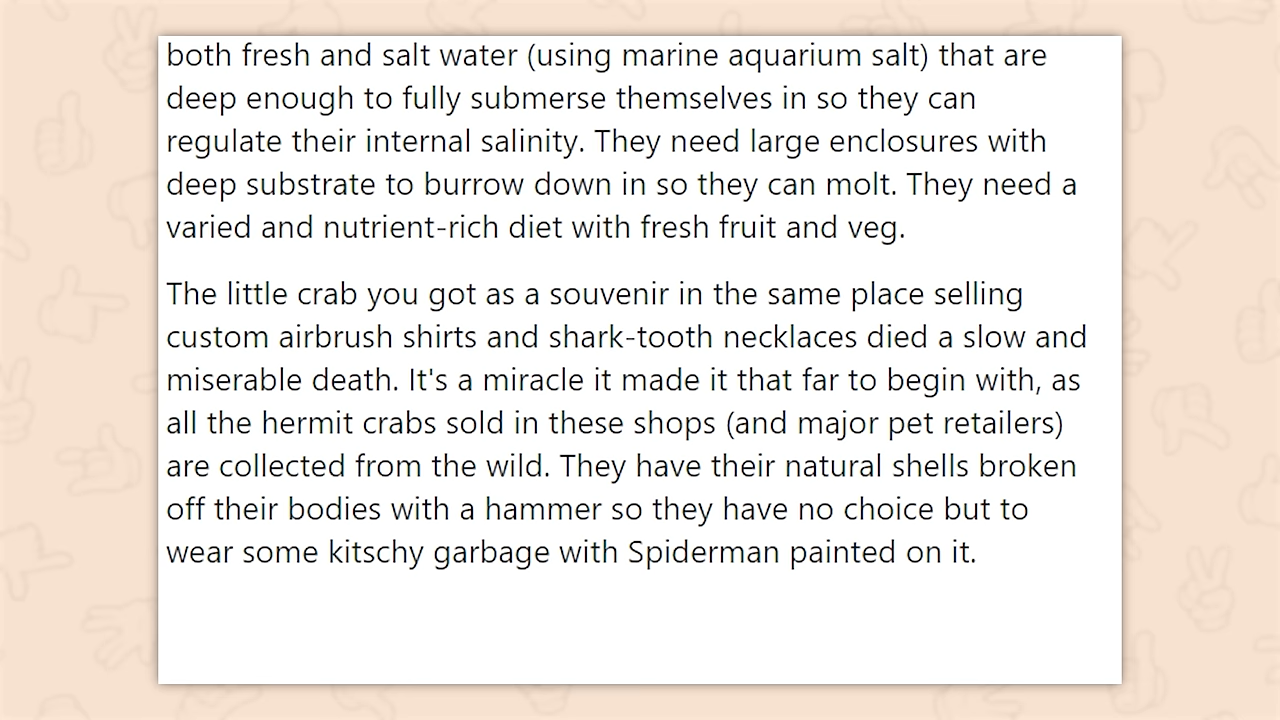 both fresh and salt water (using marine aquarium salt) that are
deep enough to fully submerse themselves in so they can
regulate their internal salinity. They need large enclosures with
deep substrate to burrow down in so they can molt. They need a
varied and nutrient-rich diet with fresh fruit and veg.
The little crab you got as a souvenir in the same place selling
custom airbrush shirts and shark-tooth necklaces died a slow and
miserable death. It's a miracle it made it that far to begin with, as
all the hermit crabs sold in these shops (and major pet retailers)
are collected from the wild. They have their natural shells broken
off their bodies with a hammer so they have no choice but to
wear some kitschy garbage with Spiderman painted on it.